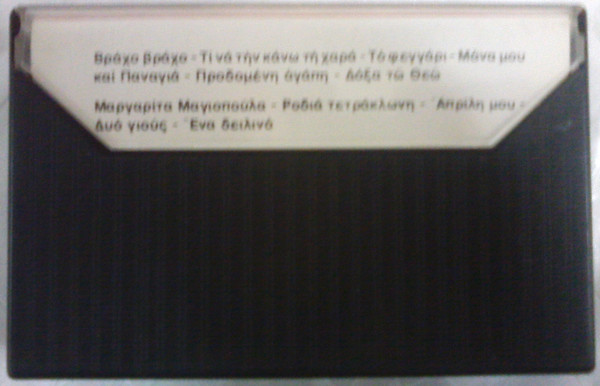 Βράχο βράχο - Τί νά τήν κάνω τή χαρά - Τό φεγγάρι - Μάνα μου
καί Παναγιά - Προδομένη άγάπη - Δόξα τώ Θεώ
Μαργαρίτα Μαγιοπούλα - Ροδιά τετράκλωνη - Άπρίλη μου -
Δυό γιούς - Ένα δειλινό